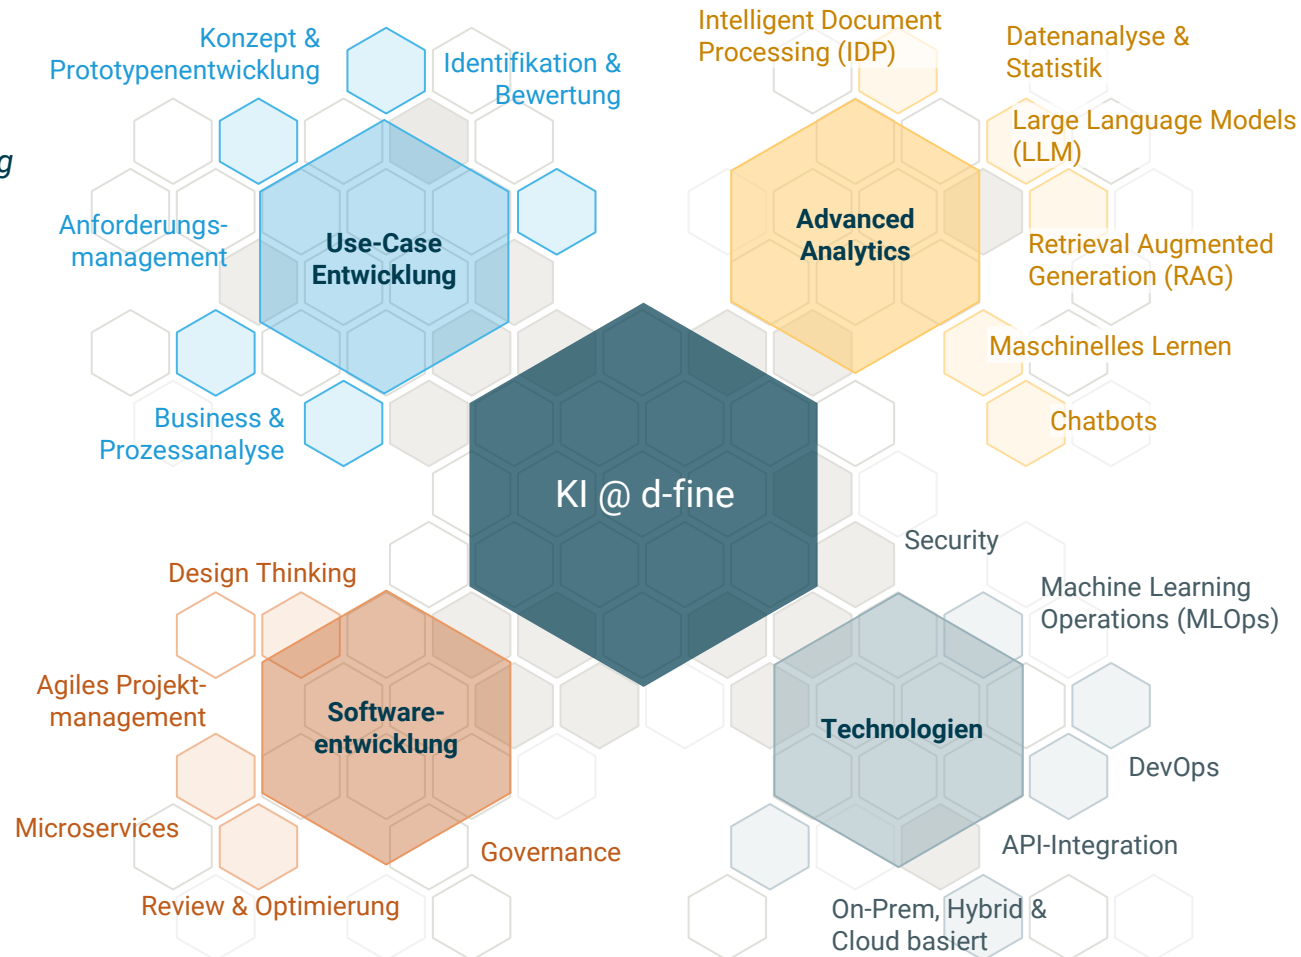 Konzept &
Prototypenentwicklung
Identifikation &
Bewertung
Anforderungs-
management
Use-Case
Entwicklung
Business &
Prozessanalyse
Intelligent Document
Processing (IDP)
Datenanalyse &
Statistik
Large Language Models
(LLM)
Advanced
Analytics
Retrieval Augmented
Generation (RAG)
Maschinelles Lernen
Chatbots
KI @ d-fine
Design Thinking
Agiles Projekt-
management
Software-
entwicklung
Microservices
Governance
Review & Optimierung
Security
Machine Learning
Operations (MLOps)
Technologien
DevOps
API-Integration
On-Prem, Hybrid &
Cloud basiert